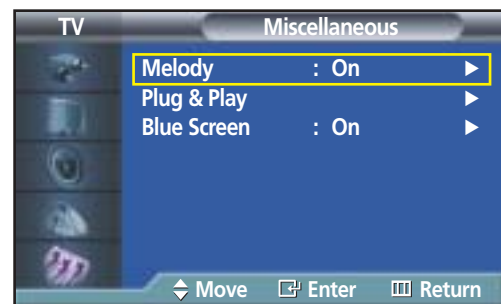 TV Miscellaneous
Melody : On
Plug & Play
Blue Screen : On
Move Enter Return